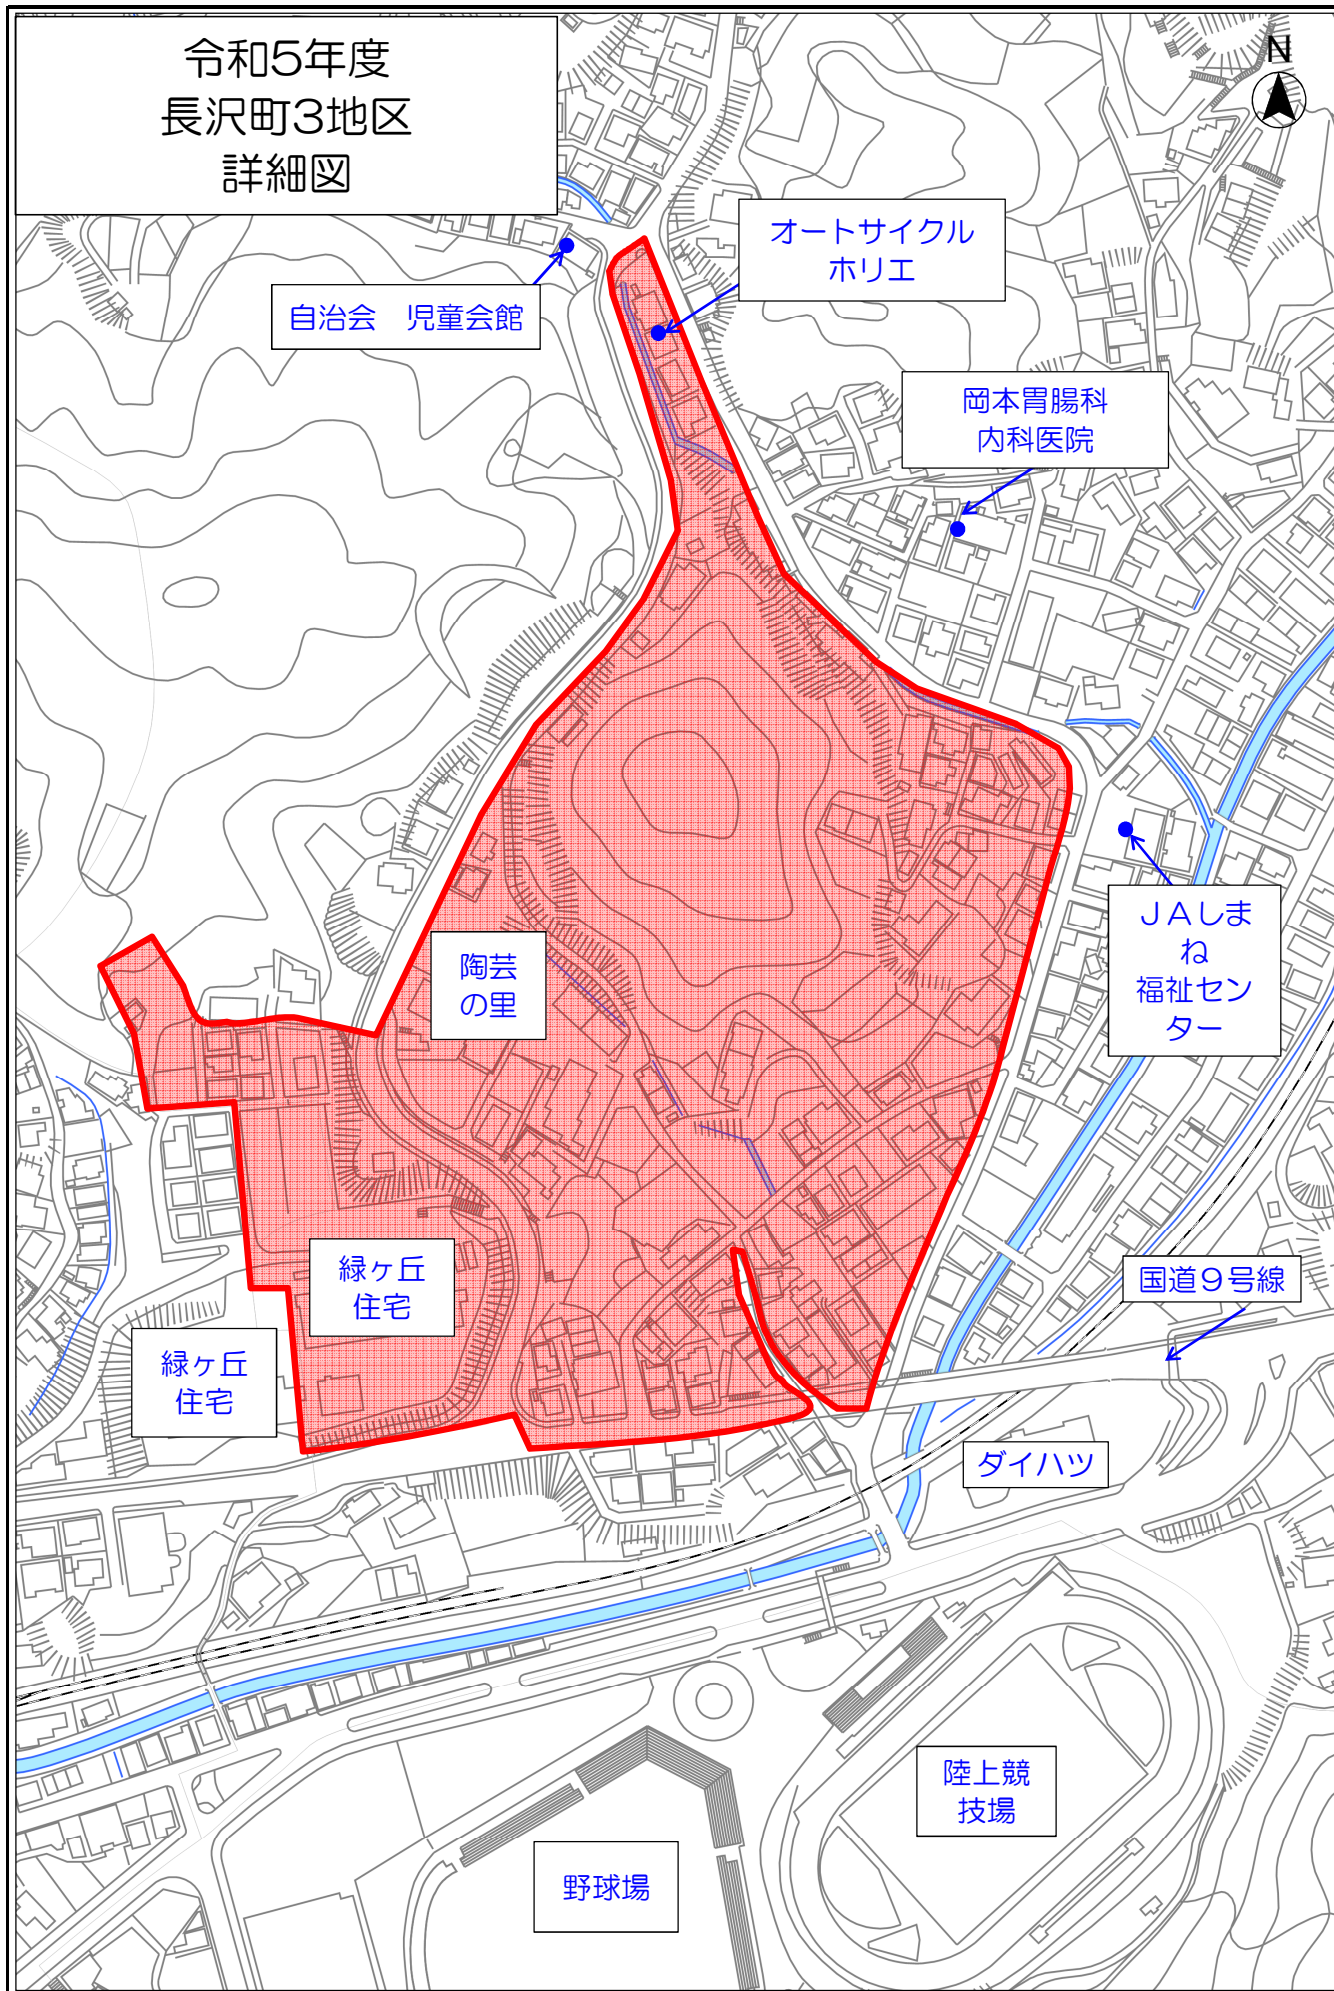 令和5年度
長沢町3地区
詳細図
N
オートサイクル
ホリエ
自治会　児童会館
岡本胃腸科
内科医院
ＪＡしま
ね
福祉セン
ター
陶芸
の里
緑ヶ丘
住宅
国道９号線
緑ヶ丘
住宅
ダイハツ
陸上競
技場
野球場